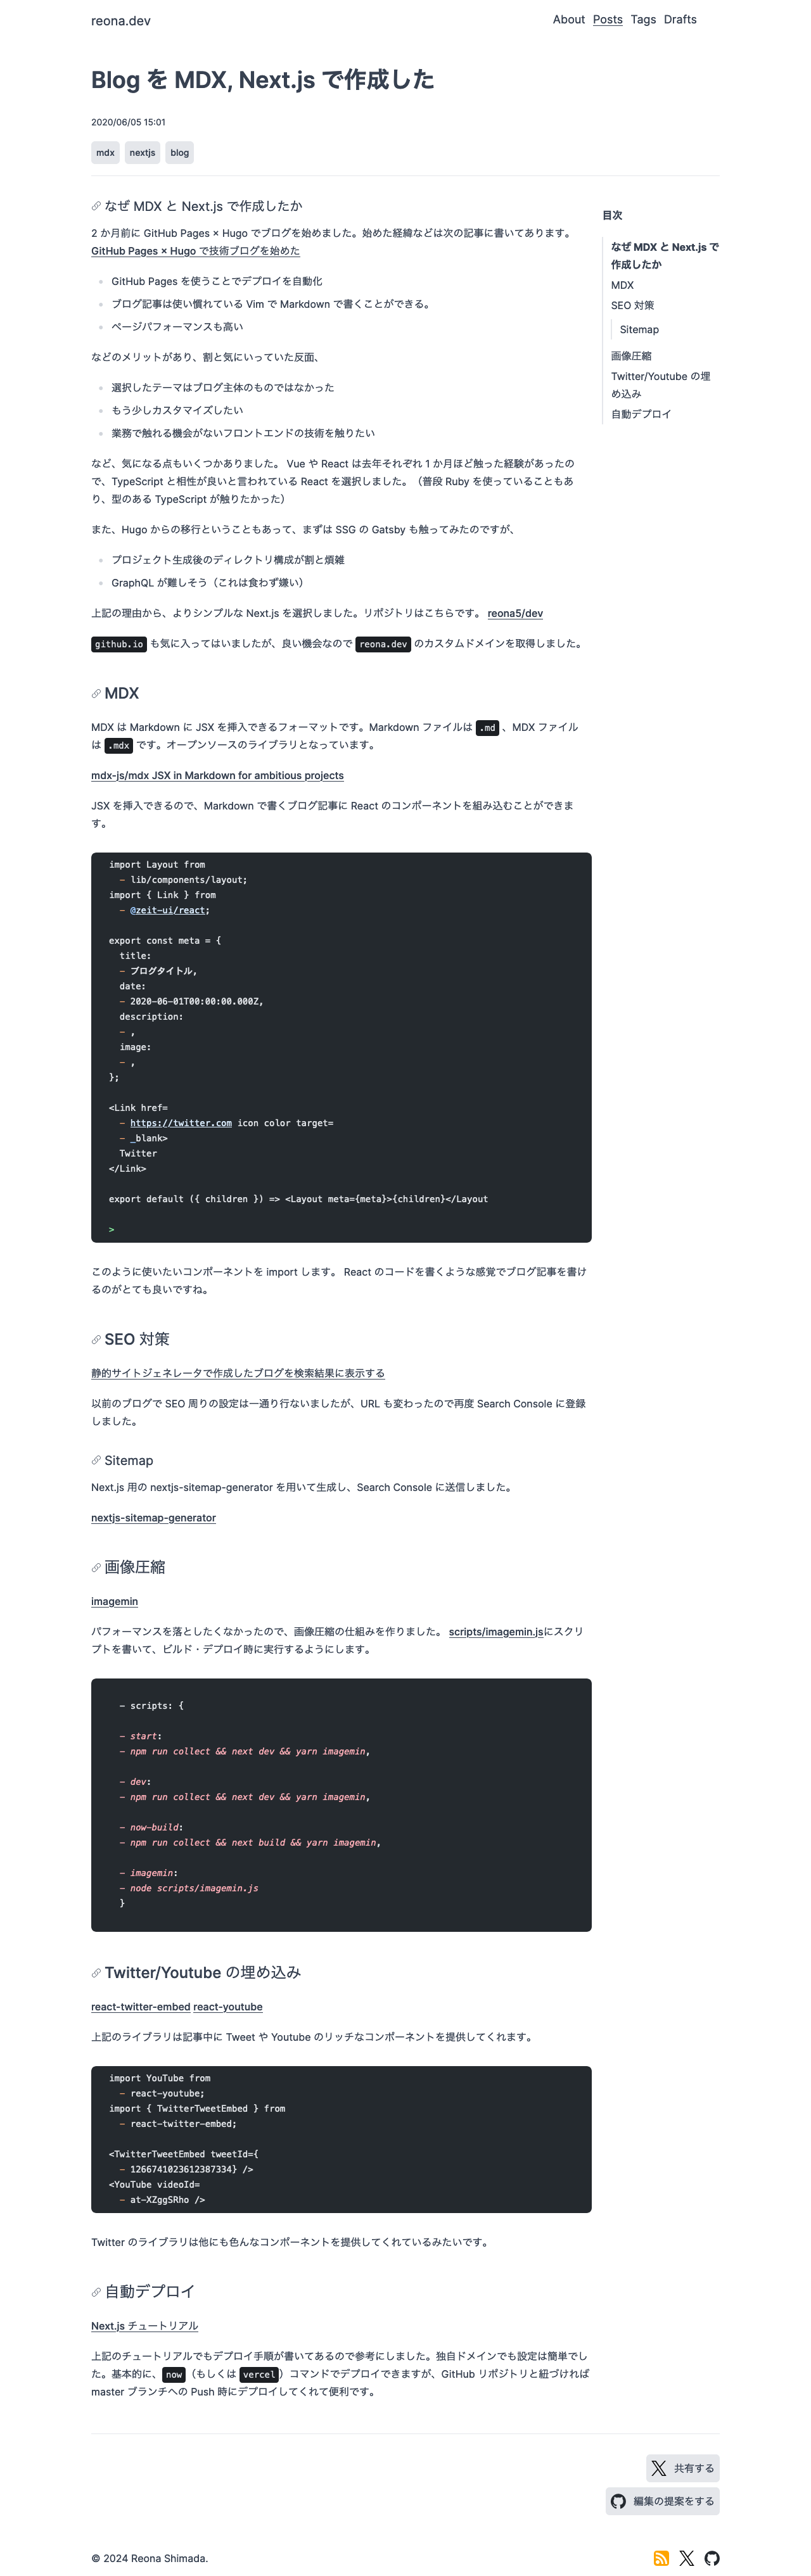 reona.dev
About Posts Tags Drafts
Blog を MDX, Next.js で作成した
2020/06/05 15:01
mdx nextjs blog
なぜ MDX と Next.js で作成したか
2 か月前に GitHub Pages × Hugo でブログを始めました。始めた経緯などは次の記事に書いてあります。
GitHub Pages × Hugo で技術ブログを始めた
GitHub Pages を使うことでデプロイを自動化
ブログ記事は使い慣れている Vim で Markdown で書くことができる。
ページパフォーマンスも高い
などのメリットがあり、割と気にいっていた反面、
選択したテーマはブログ主体のものではなかった
もう少しカスタマイズしたい
業務で触れる機会がないフロントエンドの技術を触りたい
など、気になる点もいくつかありました。 Vue や React は去年それぞれ 1 か月ほど触った経験があったの
で、TypeScript と相性が良いと言われている React を選択しました。（普段 Ruby を使っていることもあ
り、型のある TypeScript が触りたかった）
また、Hugo からの移行ということもあって、まずは SSG の Gatsby も触ってみたのですが、
プロジェクト生成後のディレクトリ構成が割と煩雑
GraphQL が難しそう（これは食わず嫌い）
上記の理由から、よりシンプルな Next.js を選択しました。リポジトリはこちらです。 reona5/dev
github.io も気に入ってはいましたが、良い機会なので reona.dev のカスタムドメインを取得しました。
目次
なぜ MDX と Next.js で
作成したか
MDX
SEO 対策
Sitemap
画像圧縮
Twitter/Youtube の埋
め込み
自動デプロイ
MDX
MDX は Markdown に JSX を挿入できるフォーマットです。Markdown ファイルは .md 、MDX ファイル
は .mdx です。オープンソースのライブラリとなっています。
mdx-js/mdx JSX in Markdown for ambitious projects
JSX を挿入できるので、Markdown で書くブログ記事に React のコンポーネントを組み込むことができま
す。
import Layout from
- lib/components/layout;
import { Link } from
- @zeit-ui/react;
export const meta = {
title:
- ブログタイトル,
date:
- 2020-06-01T00:00:00.000Z,
description:
- ,
image:
- ,
};
<Link href=
- https://twitter.com icon color target=
- _blank>
Twitter
</Link>
export default ({ children }) => <Layout meta={meta}>{children}</Layout
>
このように使いたいコンポーネントを import します。 React のコードを書くような感覚でブログ記事を書け
るのがとても良いですね。
SEO 対策
静的サイトジェネレータで作成したブログを検索結果に表示する
以前のブログで SEO 周りの設定は一通り行ないましたが、URL も変わったので再度 Search Console に登録
しました。
Sitemap
Next.js 用の nextjs-sitemap-generator を用いて生成し、Search Console に送信しました。
nextjs-sitemap-generator
画像圧縮
imagemin
パフォーマンスを落としたくなかったので、画像圧縮の仕組みを作りました。 scripts/imagemin.jsにスクリ
プトを書いて、ビルド・デプロイ時に実行するようにします。
- scripts: {
- start:
- npm run collect && next dev && yarn imagemin,
- dev:
- npm run collect && next dev && yarn imagemin,
- now-build:
- npm run collect && next build && yarn imagemin,
- imagemin:
- node scripts/imagemin.js
}
Twitter/Youtube の埋め込み
react-twitter-embed react-youtube
上記のライブラリは記事中に Tweet や Youtube のリッチなコンポーネントを提供してくれます。
import YouTube from
- react-youtube;
import { TwitterTweetEmbed } from
- react-twitter-embed;
<TwitterTweetEmbed tweetId={
- 1266741023612387334} />
<YouTube videoId=
- at-XZggSRho />
Twitter のライブラリは他にも色んなコンポーネントを提供してくれているみたいです。
自動デプロイ
Next.js チュートリアル
上記のチュートリアルでもデプロイ手順が書いてあるので参考にしました。独自ドメインでも設定は簡単でし
た。基本的に、now（もしくは vercel）コマンドでデプロイできますが、GitHub リポジトリと紐づければ
master ブランチへの Push 時にデプロイしてくれて便利です。
共有する
編集の提案をする
© 2024 Reona Shimada.